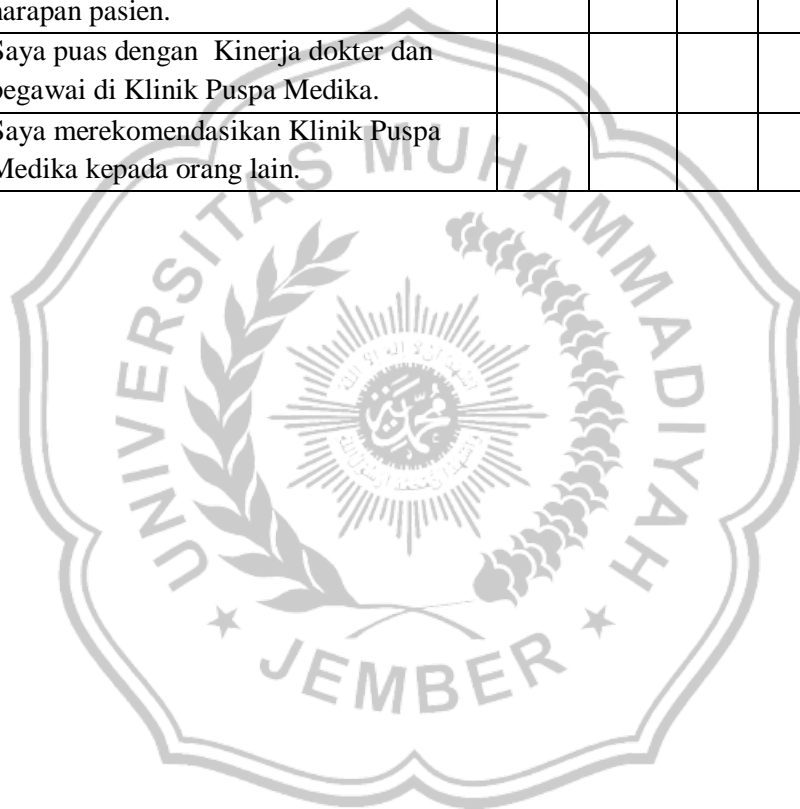 harapan pasien.
Saya puas dengan Kinerja dokter dan
pegawai di Klinik Puspa Medika.
Saya merekomendasikan Klinik Puspa
Medika kepada orang lain.
UNIVERSITAS MUHAMMADIYAH
JEMBER